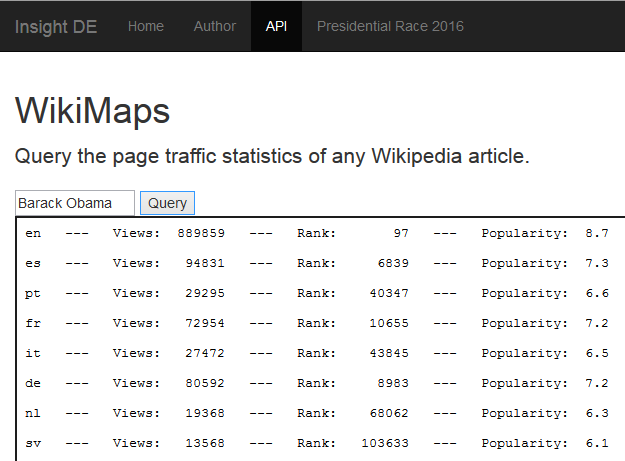 Insight DE Home Author API Presidential Race 2016
WikiMaps
Query the page traffic statistics of any Wikipedia article.
Barack Obama Query
en --- Views: 889859 --- Rank: 97 --- Popularity: 8.7
es --- Views: 94831 --- Rank: 6839 --- Popularity: 7.3
pt --- Views: 29295 --- Rank: 40347 --- Popularity: 6.6
fr --- Views: 72954 --- Rank: 10655 --- Popularity: 7.2
it --- Views: 27472 --- Rank: 43845 --- Popularity: 6.5
de --- Views: 80592 --- Rank: 8983 --- Popularity: 7.2
nl --- Views: 19368 --- Rank: 68062 --- Popularity: 6.3
sv --- Views: 13568 --- Rank: 103633 --- Popularity: 6.1